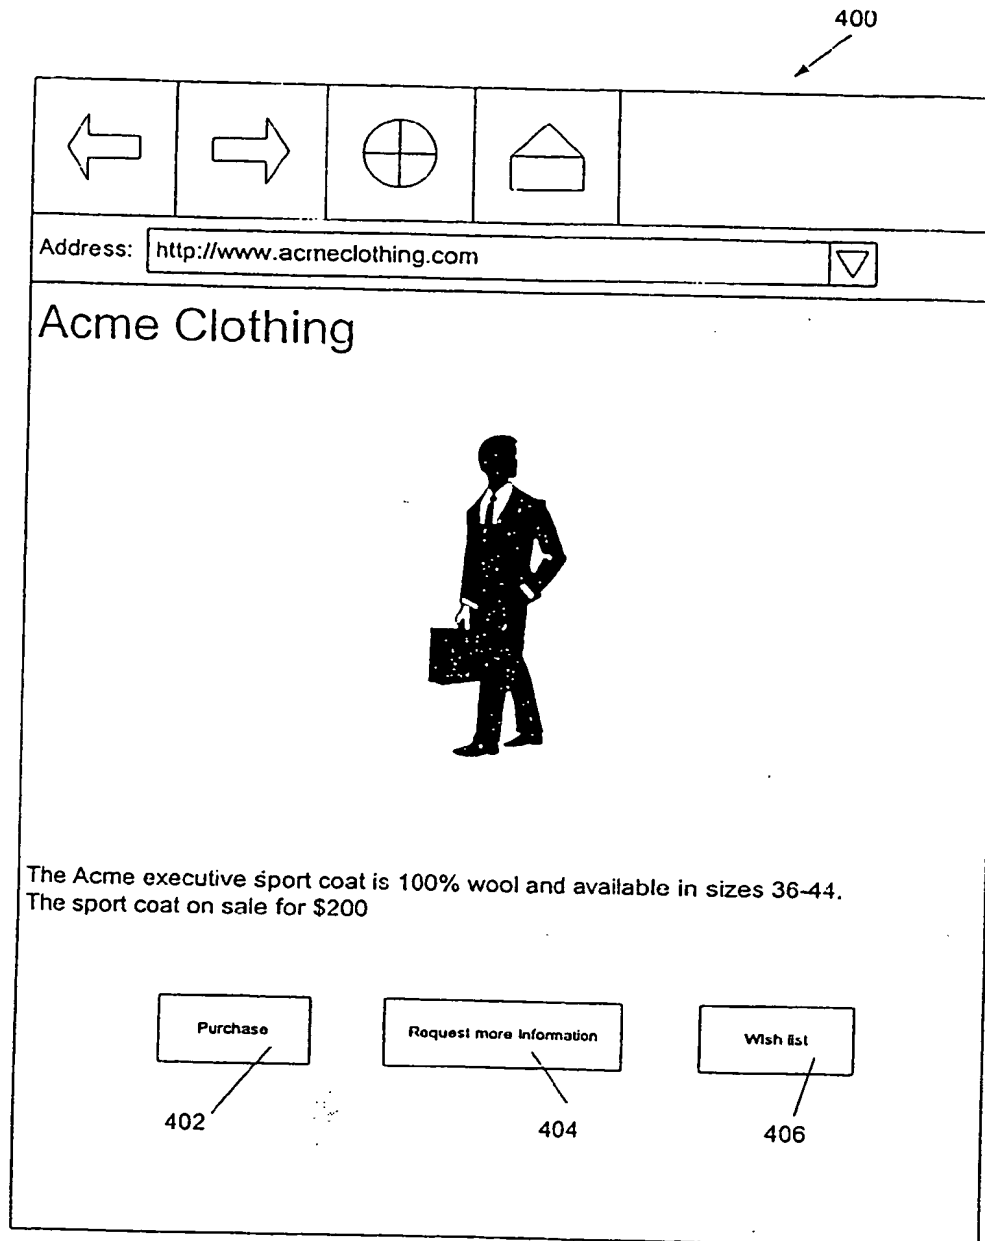 400
Address: http://www.acmeclothing.com
Acme Clothing
The Acme executive sport coat is 100% wool and available in sizes 36-44.
The sport coat on sale for $200
Purchase
Request more Information
Wish list
402
404
406